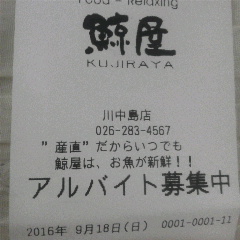 Food - Relaxing
鯨屋
KUJIRAYA
川中島店
026-283-4567
"産直"だからいつでも
鯨屋は、お魚が新鮮!!
アルバイト募集中
2016年 9月18日(日) 0001-0001-11